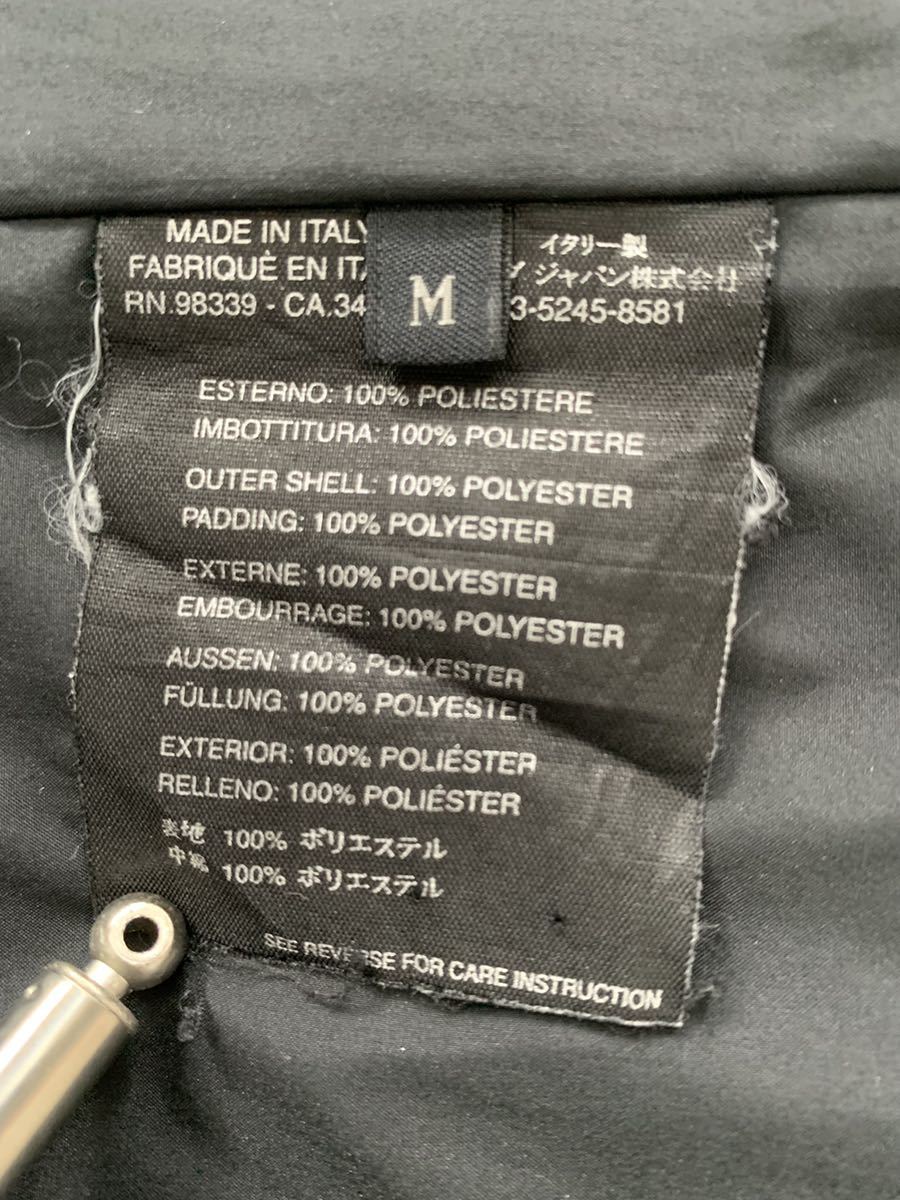 MADE IN ITALY
イタリー製
FABRIQUÈ EN ITA
ジャパン株式会社
RN.98339 - CA.34
3-5245-8581
M
ESTERNO: 100% POLIESTERE
IMBOTTITURA: 100% POLIESTERE
OUTER SHELL: 100% POLYESTER
PADDING: 100% POLYESTER
EXTERNE: 100% POLYESTER
EMBOURRAGE: 100% POLYESTER
AUSSEN: 100% POLYESTER
FÜLLUNG: 100% POLYESTER
EXTERIOR: 100% POLIÉSTER
RELLENO: 100% POLIÉSTER
表地 100% ポリエステル
中綿 100% ポリエステル
SEE REVERSE FOR CARE INSTRUCTION